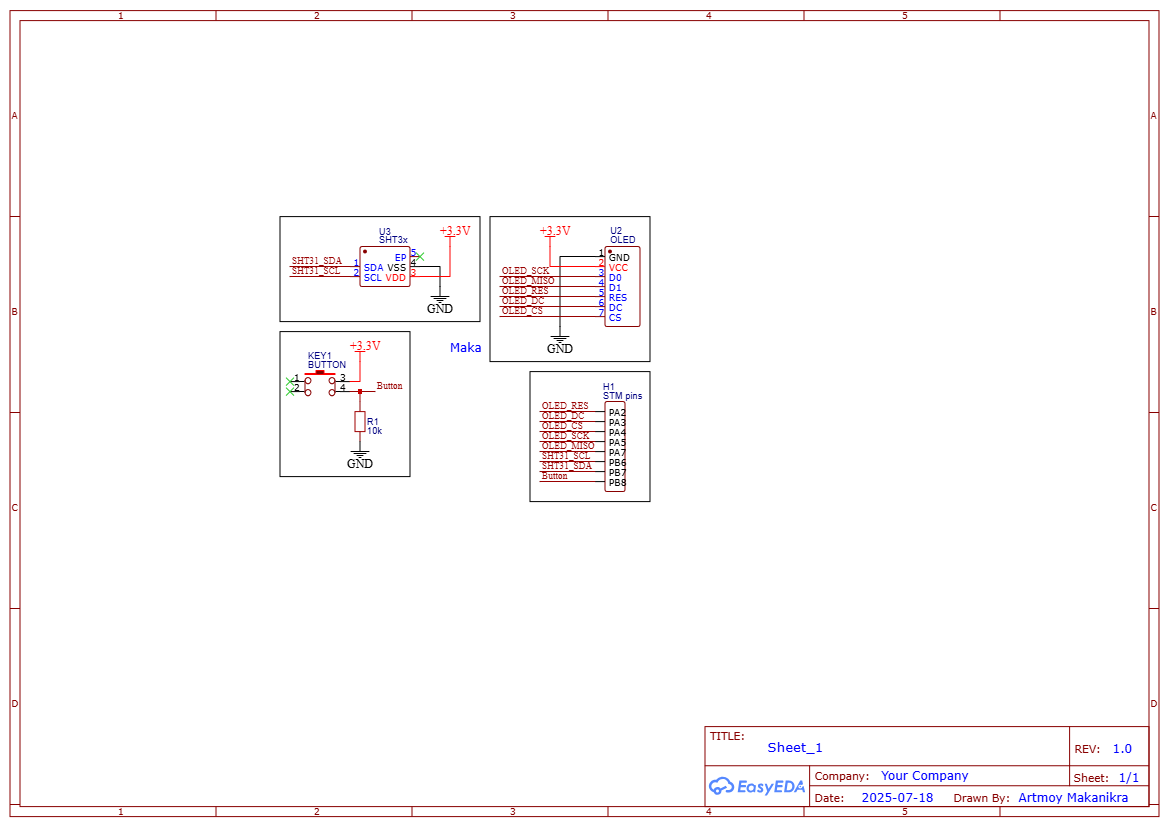 1 2 3 4 5
A A
B B
C C
D D
U3
SHT3x
+3.3V
SHT31_SDA
SHT31_SCL
1
2
SDA
SCL
EP
VSS
VDD
5
4
3
GND
+3.3V
U2
OLED
OLED_SCK
OLED_MISO
OLED_RES
OLED_DC
OLED_CS
1 GND
2 VCC
3 D0
4 D1
5 RES
6 DC
7 CS
GND
Maka
KEY1
BUTTON
+3.3V
1 3
2 4
Button
R1
10k
GND
H1
STM pins
OLED_RES PA2
OLED_DC PA3
OLED_CS PA4
OLED_SCK PA5
OLED_MISO PA7
SHT31_SCL PB6
SHT31_SDA PB7
Button PB8
TITLE:
Sheet_1
REV: 1.0
EasyEDA
Company: Your Company
Sheet: 1/1
Date: 2025-07-18 Drawn By: Artmoy Makanikra
1 2 3 4 5